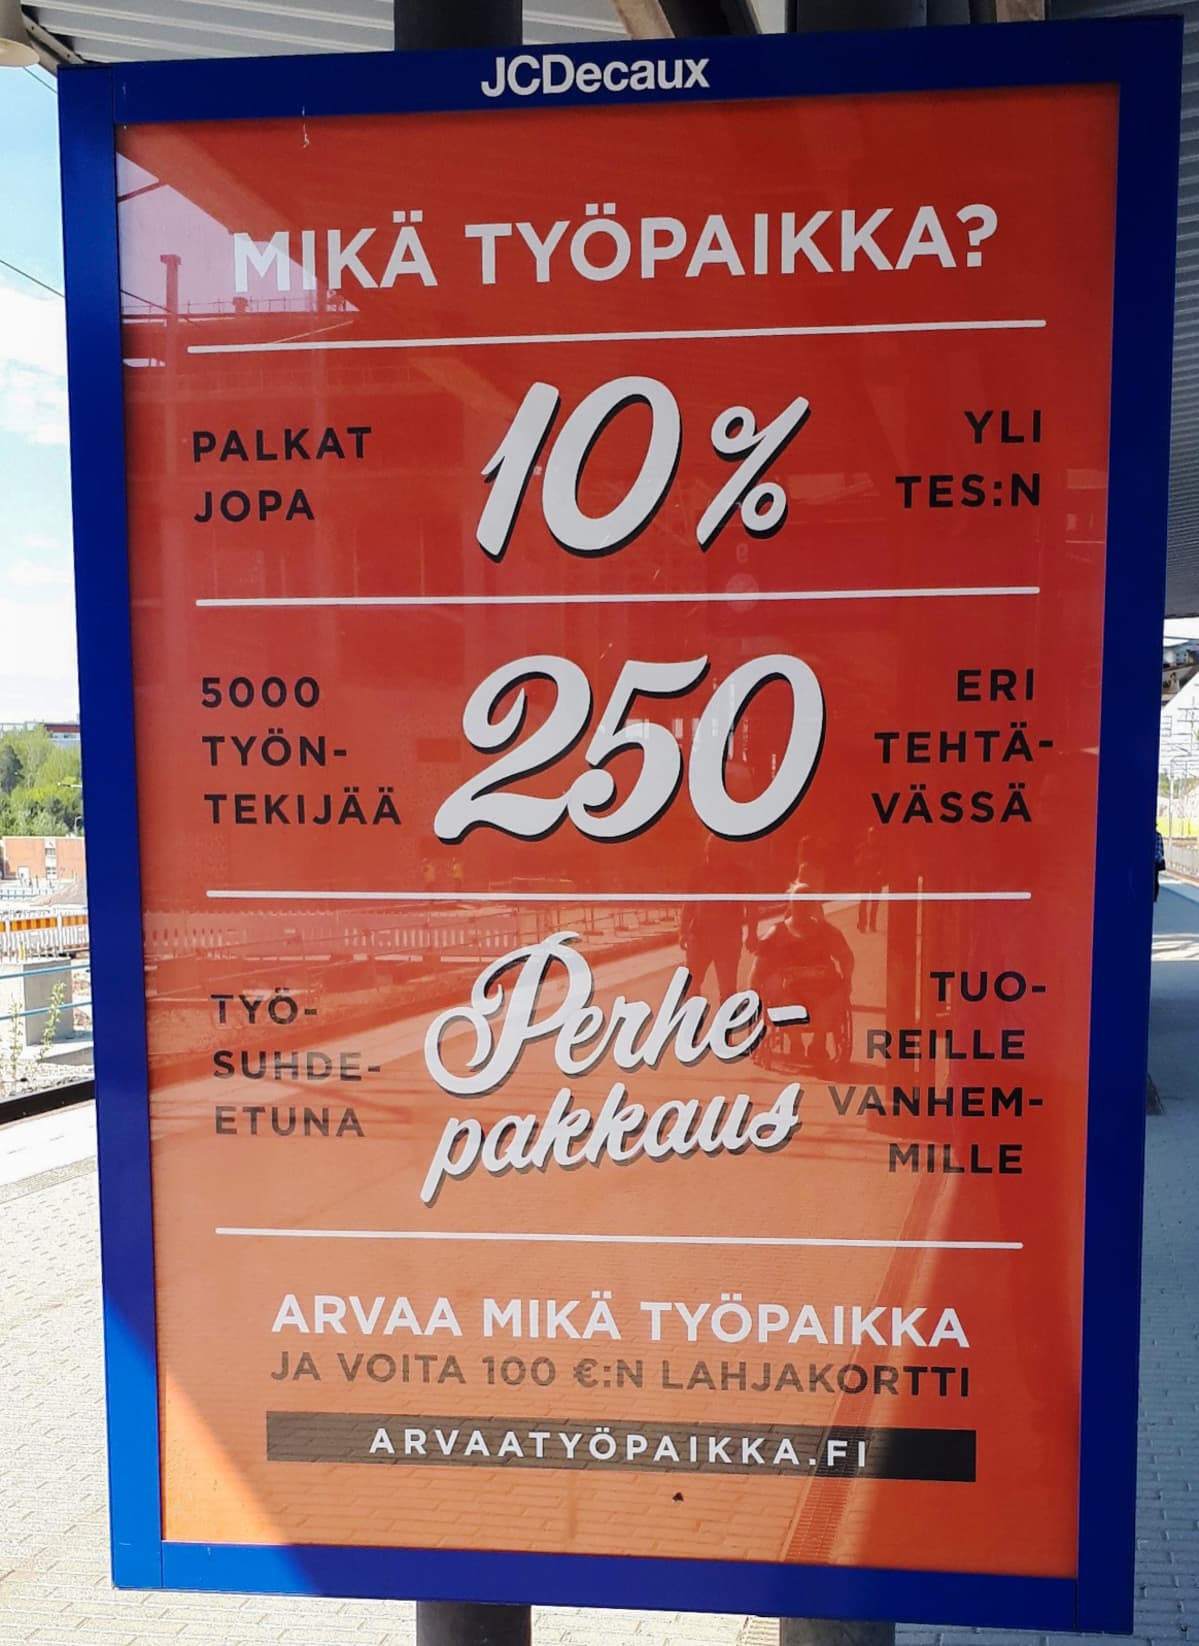 JCDecaux
MIKÄ TYÖPAIKKA?
PALKAT
JOPA
10%
YLI
TES:N
5000
TYÖN-
TEKIJÄÄ
250
ERI
TEHTÄ-
VÄSSÄ
TYÖ-
SUHDE-
ETUNA
Perhe-
pakkaus
TUO-
REILLE
VANHEM-
MILLE
ARVAA MIKÄ TYÖPAIKKA
JA VOITA 100 €:N LAHJAKORTTI
ARVAATYÖPAIKKA.FI